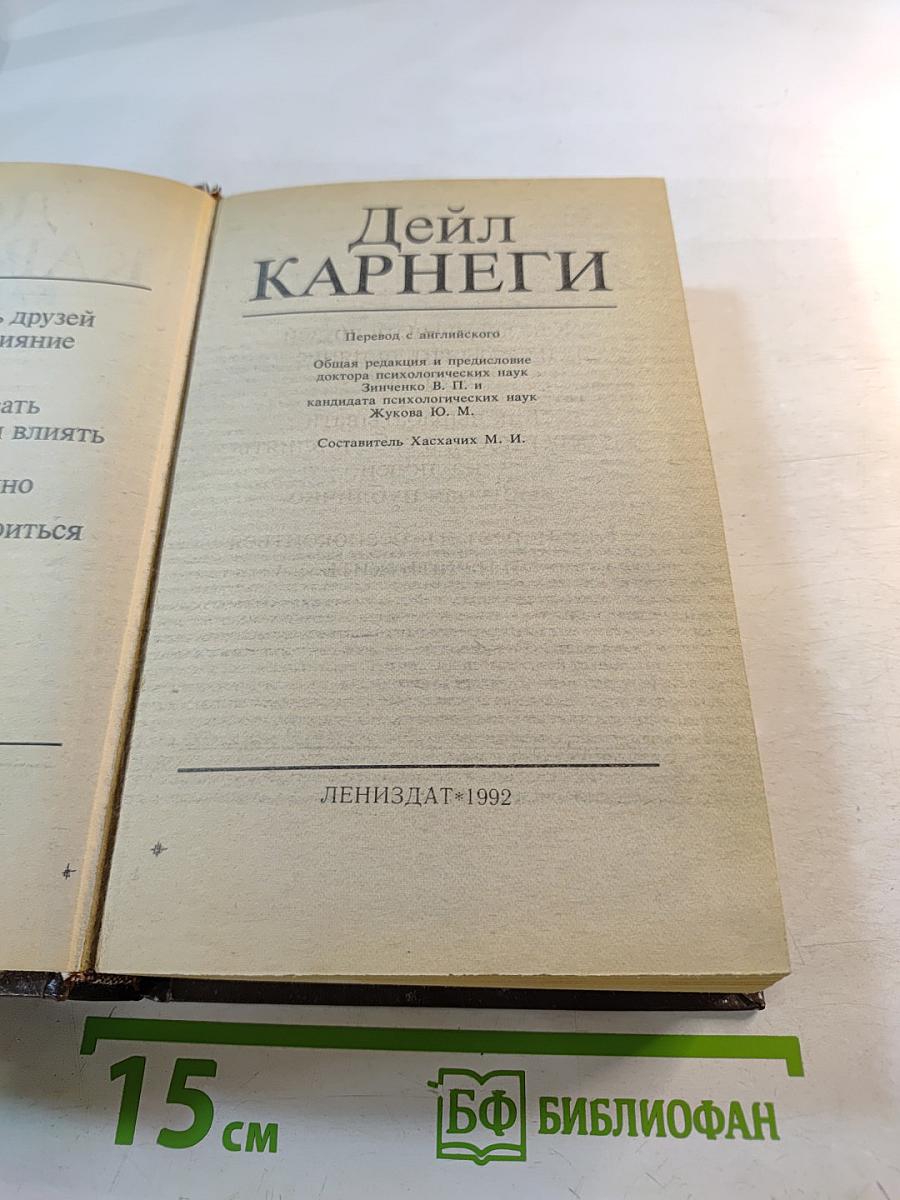 друзей
ияние
ать
влиять
но
риться
Дейл
КАРНЕГИ
Перевод с английского
Общая редакция и предисловие
доктора психологических наук
Зинченко В. П. и
кандидата психологических наук
Жукова Ю. М.
Составитель Хасхачих М. И.
ЛЕНИЗДАТ*1992
15 см
БФ БИБЛИОФАН